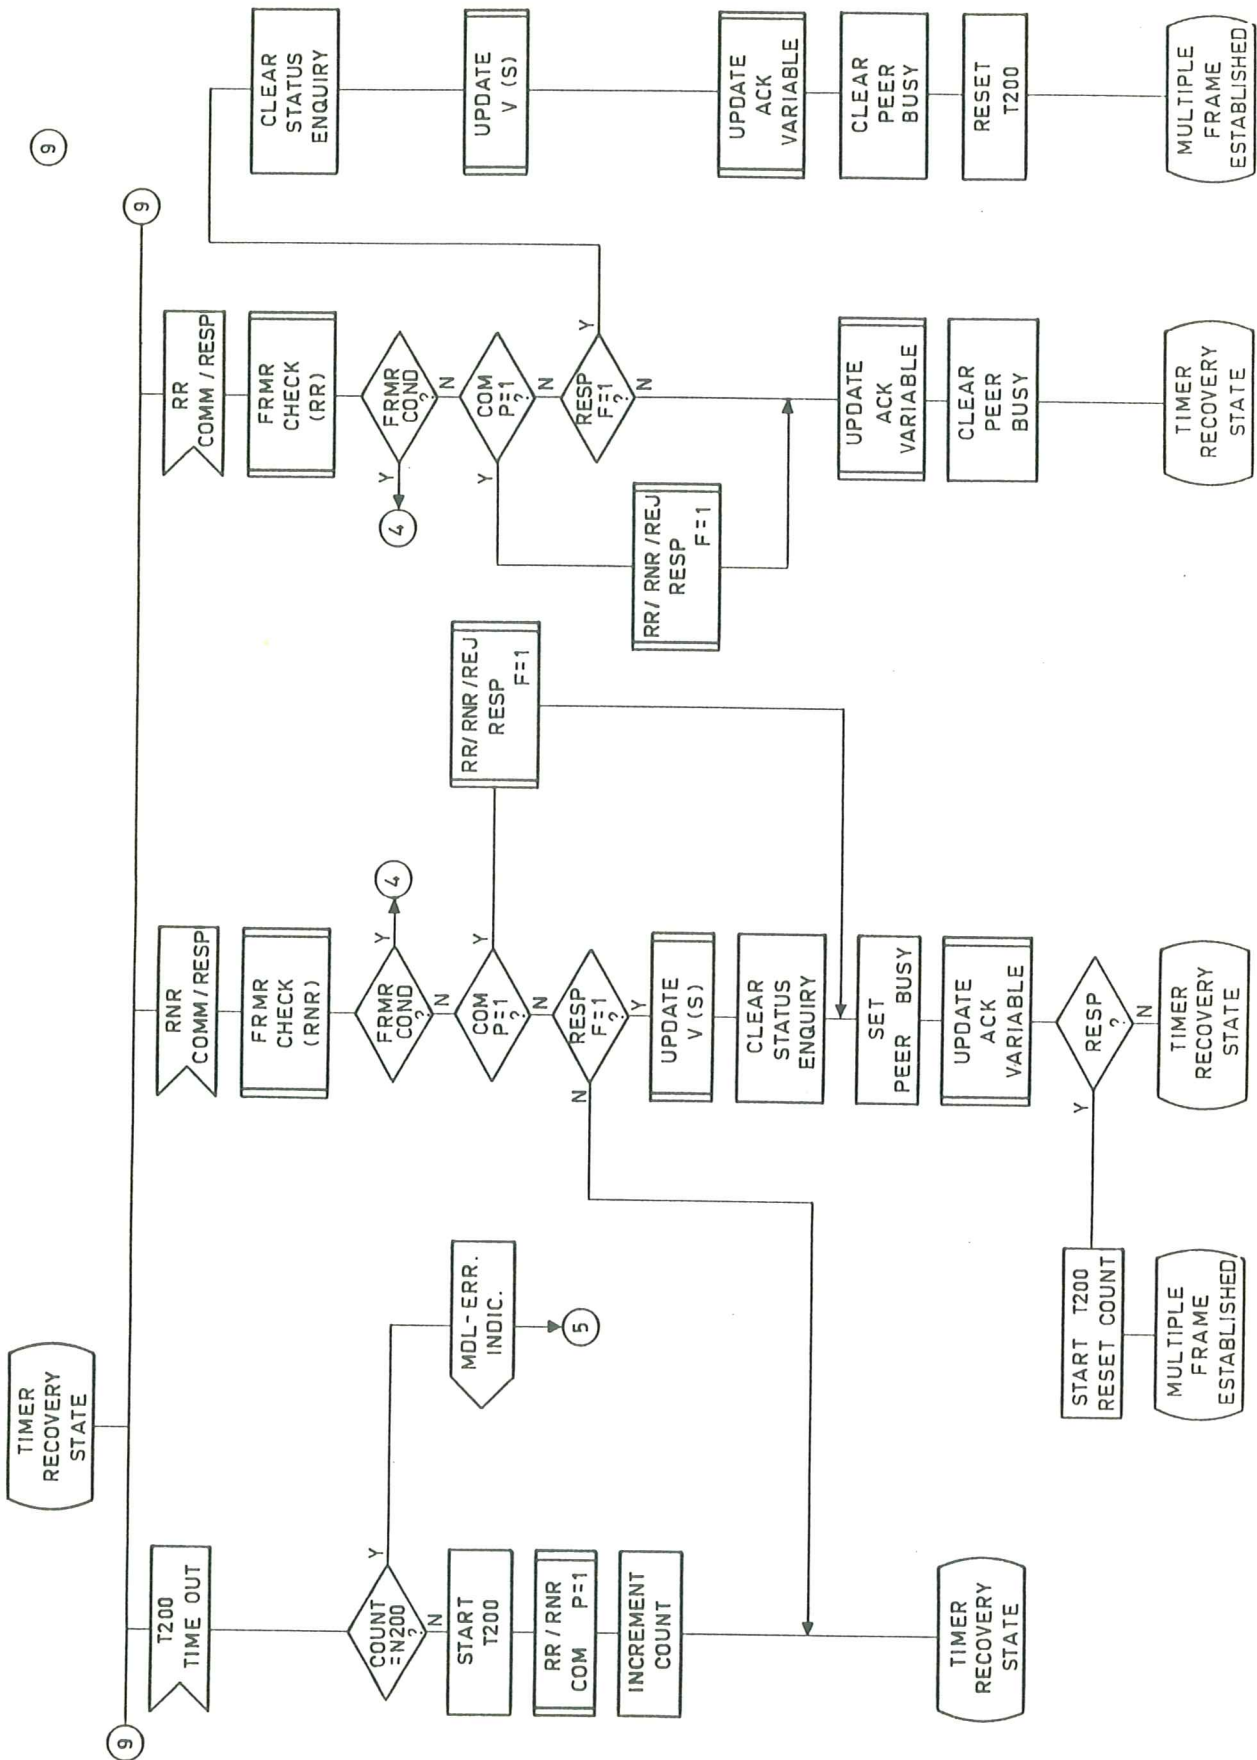 9
TIMER
RECOVERY
STATE
9
9
T200
TIME OUT
COUNT
=N200
?
Y
N
MDL-ERR.
INDIC.
5
START
T200
RR/RNR
COM P=1
INCREMENT
COUNT
TIMER
RECOVERY
STATE
RNR
COMM/RESP
FRMR
CHECK
(RNR)
FRMR
COND
?
Y
4
N
COM
P=1
?
Y
N
RR/RNR/REJ
RESP
F=1
RESP
F=1
?
N
Y
UPDATE
V(S)
CLEAR
STATUS
ENQUIRY
SET
PEER BUSY
UPDATE
ACK
VARIABLE
RESP
?
Y
N
START T200
RESET COUNT
MULTIPLE
FRAME
ESTABLISHED
TIMER
RECOVERY
STATE
RR
COMM/RESP
FRMR
CHECK
(RR)
FRMR
COND
?
Y
4
N
COM
P=1
?
Y
N
RR/RNR/REJ
RESP
F=1
RESP
F=1
?
Y
N
UPDATE
ACK
VARIABLE
CLEAR
PEER
BUSY
TIMER
RECOVERY
STATE
CLEAR
STATUS
ENQUIRY
UPDATE
V(S)
UPDATE
ACK
VARIABLE
CLEAR
PEER
BUSY
RESET
T200
MULTIPLE
FRAME
ESTABLISHED